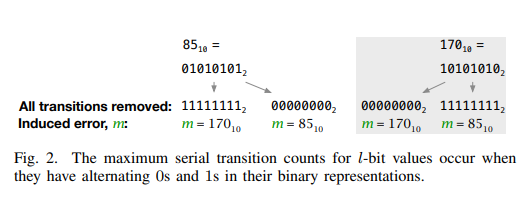 85₁₀ = 170₁₀ =
01010101₂ 10101010₂
All transitions removed: 11111111₂ 00000000₂ 00000000₂ 11111111₂
Induced error, m: m = 170₁₀ m = 85₁₀ m = 170₁₀ m = 85₁₀
Fig. 2. The maximum serial transition counts for l-bit values occur when
they have alternating 0s and 1s in their binary representations.